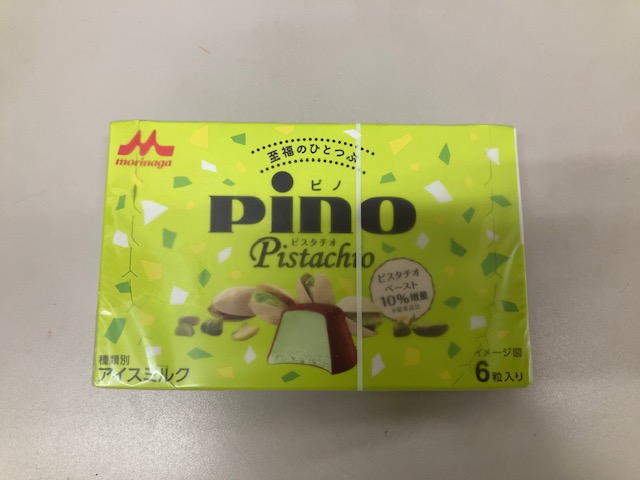 morinaga
至福のひとつぶ
ピノ
pino
ピスタチオ
Pistachio
ピスタチオ
ペースト
10%増量
種類別
アイスミルク
イメージ図
6粒入り